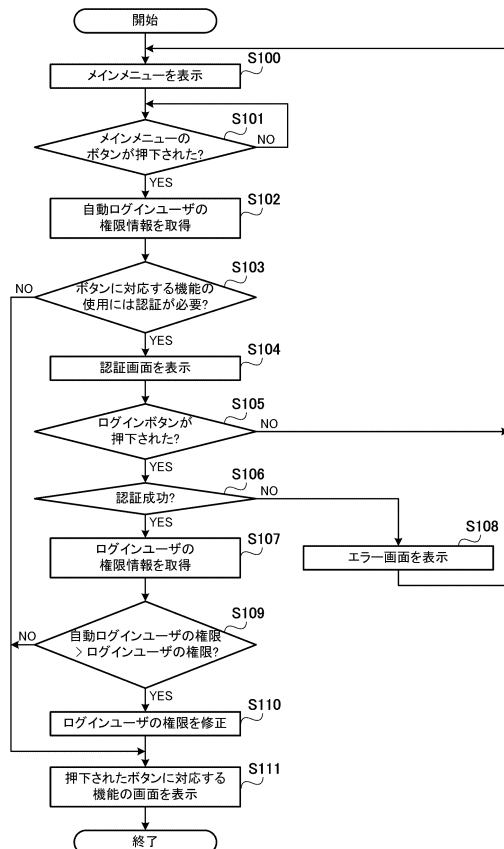 開始
S100
メインメニューを表示
S101
メインメニューの
ボタンが押下された?
NO
YES
S102
自動ログインユーザの
権限情報を取得
S103
NO
ボタンに対応する機能の
使用には認証が必要?
YES
S104
認証画面を表示
S105
ログインボタンが
押下された?
NO
YES
S106
認証成功?
NO
YES
S107
ログインユーザの
権限情報を取得
S108
エラー画面を表示
S109
NO
自動ログインユーザの権限
>ログインユーザの権限?
YES
S110
ログインユーザの権限を修正
S111
押下されたボタンに対応する
機能の画面を表示
終了